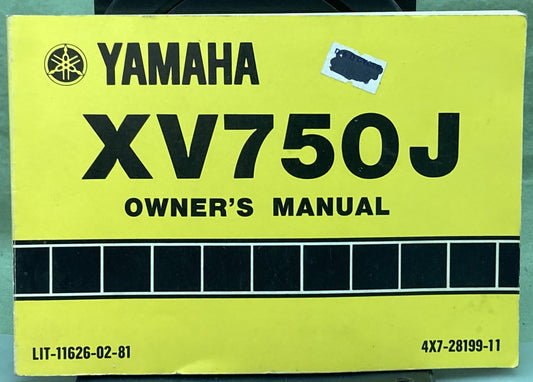 YAMAHA
XV750J
OWNER'S MANUAL
LIT-11626-02-81
4X7-28199-11